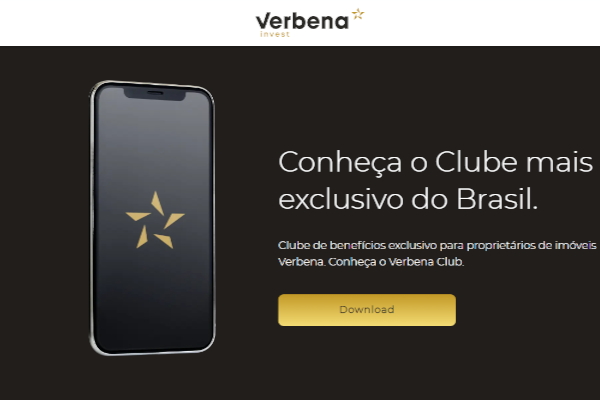 Verbena
invest
Conheça o Clube mais
exclusivo do Brasil.
Clube de benefícios exclusivo para proprietários de imóveis
Verbena. Conheça o Verbena Club.
Download